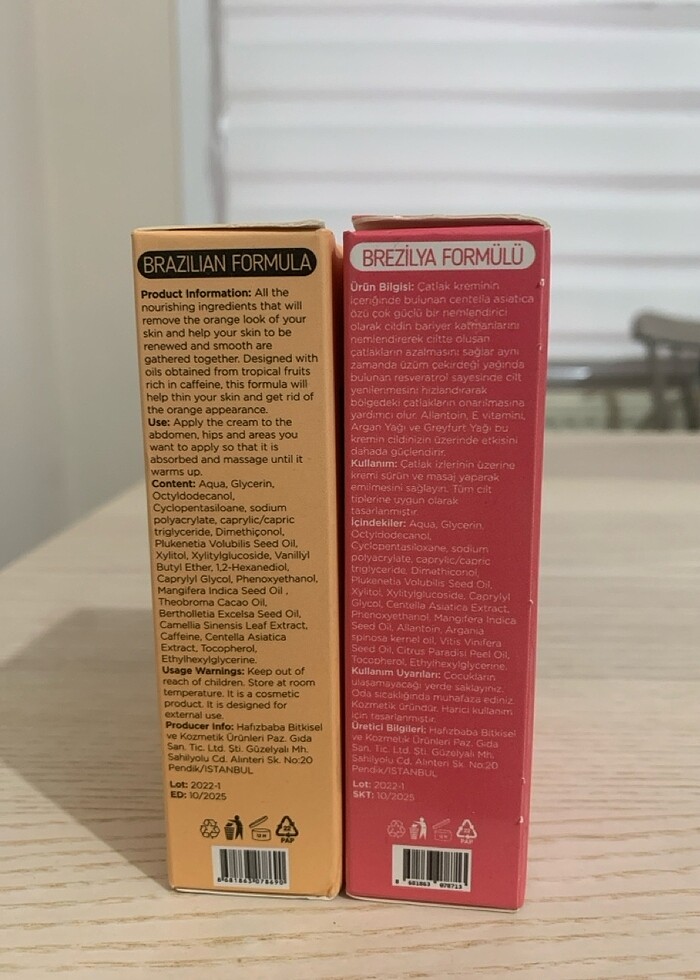 BRAZILIAN FORMULA
Product Information: All the
nourishing ingredients that will
remove the orange look of your
skin and help your skin to be
renewed and smooth are
gathered together. Designed with
oils obtained from tropical fruits
rich in caffeine, this formula will
help thin your skin and get rid of
the orange appearance.
Use: Apply the cream to the
abdomen, hips and areas you
want to apply so that it is
absorbed and massage until it
warms up.
Content: Aqua, Glycerin,
Octyldodecanol,
Cyclopentasiloane, sodium
polyacrylate, caprylic/capric
triglyceride, Dimethiçonol,
Plukenetia Volubilis Seed Oil,
Xylitol, Xylitylglucoside, Vanillyl
Butyl Ether, 1,2-Hexanediol,
Caprylyl Glycol, Phenoxyethanol,
Mangifera Indica Seed Oil ,
Theobroma Cacao Oil,
Bertholletia Excelsa Seed Oil,
Camellia Sinensis Leaf Extract,
Caffeine, Centella Asiatica
Extract, Tocopherol,
Ethylhexylglycerine.
Usage Warnings: Keep out of
reach of children. Store at room
temperature. It is a cosmetic
product. It is designed for
external use.
Producer Info: Hafızbaba Bitkisel
ve Kozmetik Ürünleri Paz. Gıda
San. Tic. Ltd. Şti. Güzelyalı Mh.
Sahilyolu Cd. Alınteri Sk. No:20
Pendik/İSTANBUL
Lot: 2022-1
ED: 10/2025
12 M
22
PAP
8 681863 078690
BREZİLYA FORMÜLÜ
Ürün Bilgisi: Çatlak kreminin
içeriğinde bulunan centella asiatica
özü çok güçlü bir nemlendirici
olarak cildin bariyer katmanlarını
nemlendirerek ciltte oluşan
çatlakların azalmasını sağlar aynı
zamanda üzüm çekirdeği yağında
bulunan resveratrol sayesinde cilt
yenilenmesini hızlandırarak
bölgedeki çatlakların onarılmasına
yardımcı olur. Allantoin, E vitamini,
Argan Yağı ve Greyfurt Yağı bu
kremin cildinizin üzerinde etkisini
dahada güçlendirir.
Kullanım: Çatlak izlerinin üzerine
kremi sürün ve masaj yaparak
emilmesini sağlayın. Tüm cilt
tiplerine uygun olarak
tasarlanmıştır.
İçindekiler: Aqua, Glycerin,
Octyldodecanol,
Cyclopentasiloxane, sodium
polyacrylate, caprylic/capric
triglyceride, Dimethiconol,
Plukenetia Volubilis Seed Oil,
Xylitol, Xylitylglucoside, Caprylyl
Glycol, Centella Asiatica Extract,
Phenoxyethanol, Mangifera Indica
Seed Oil, Allantoin, Argania
spinosa kernel oil, Vitis Vinifera
Seed Oil, Citrus Paradisi Peel Oil,
Tocopherol, Ethylhexylglycerine.
Kullanım Uyarıları: Çocukların
ulaşamayacağı yerde saklayınız.
Oda sıcaklığında muhafaza ediniz.
Kozmetik üründür. Harici kullanım
için tasarlanmıştır.
Üretici Bilgileri: Hafızbaba Bitkisel
ve Kozmetik Ürünleri Paz. Gıda
San. Tic. Ltd. Şti. Güzelyalı Mh.
Sahilyolu Cd. Alınteri Sk. No:20
Pendik/İSTANBUL
Lot: 2022-1
SKT: 10/2025
22
PAP
8 681863 078713